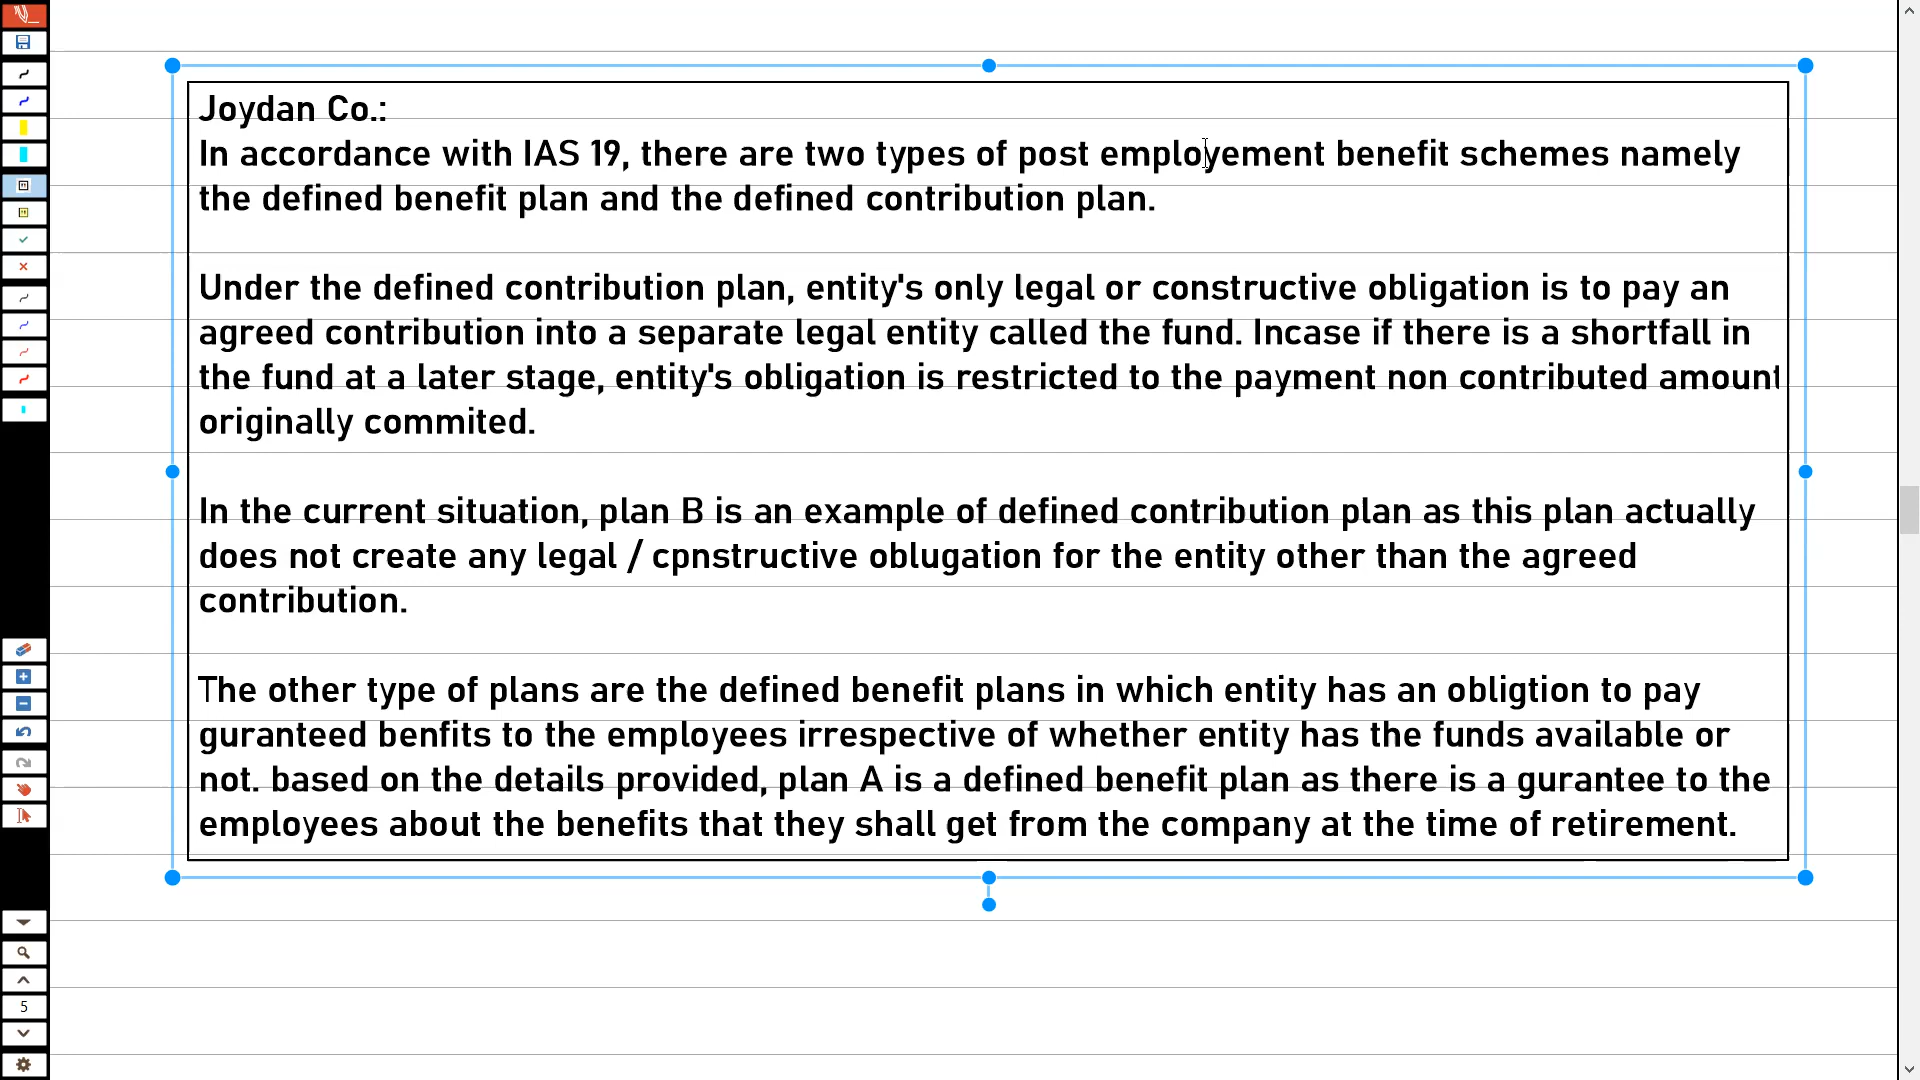 Joydan Co.:
In accordance with IAS 19, there are two types of post employement benefit schemes namely
the defined benefit plan and the defined contribution plan.
Under the defined contribution plan, entity's only legal or constructive obligation is to pay an
agreed contribution into a separate legal entity called the fund. Incase if there is a shortfall in
the fund at a later stage, entity's obligation is restricted to the payment non contributed amount
originally commited.
In the current situation, plan B is an example of defined contribution plan as this plan actually
does not create any legal / cpnstructive oblugation for the entity other than the agreed
contribution.
The other type of plans are the defined benefit plans in which entity has an obligtion to pay
guranteed benfits to the employees irrespective of whether entity has the funds available or
not. based on the details provided, plan A is a defined benefit plan as there is a gurantee to the
employees about the benefits that they shall get from the company at the time of retirement.
5